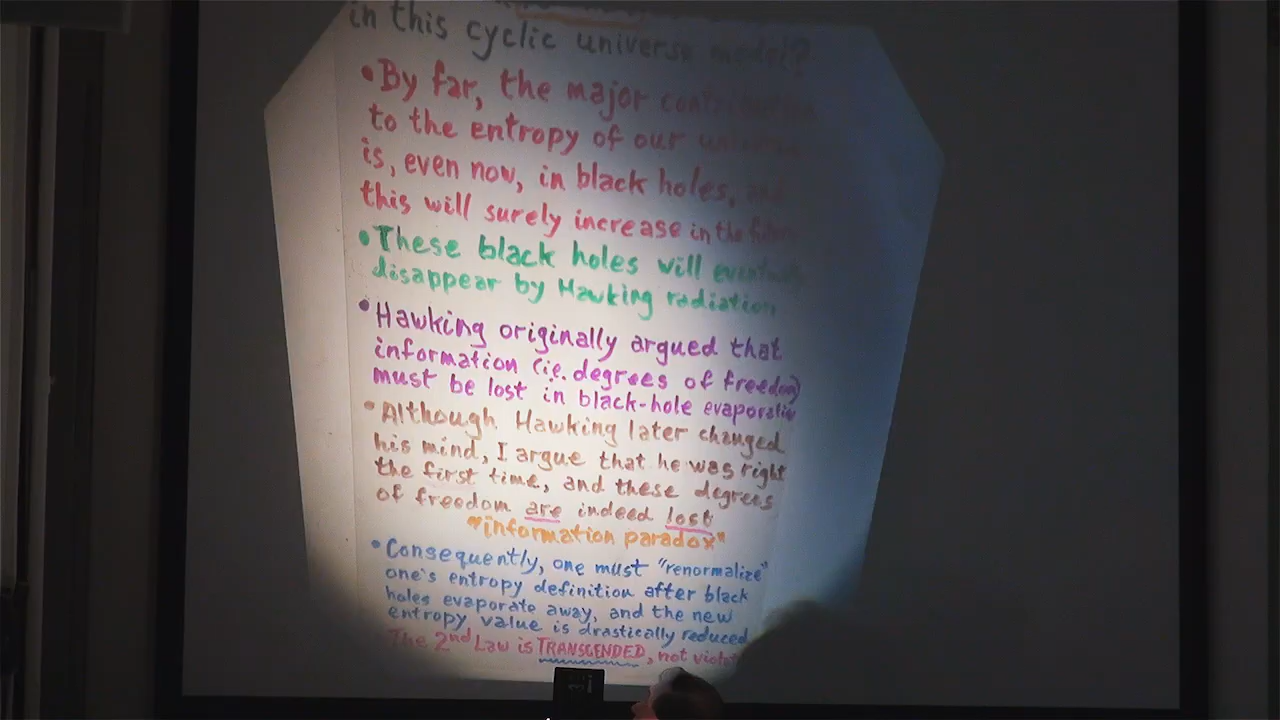 in this cyclic universe model?
• By far, the major
to the entropy of our
is, even now, in black holes, and
this will surely increase in the
• These black holes will
disappear by Hawking radiation
• Hawking originally argued that
information (i.e. degrees of freedom)
must be lost in black-hole evaporation
• Although Hawking later changed
his mind, I argue that he was right
the first time, and these degrees
of freedom are indeed lost
"information paradox"
• Consequently, one must "renormalize"
one's entropy definition after black
holes evaporate away, and the new
entropy value is drastically reduced
The 2nd Law is TRANSCENDED, not